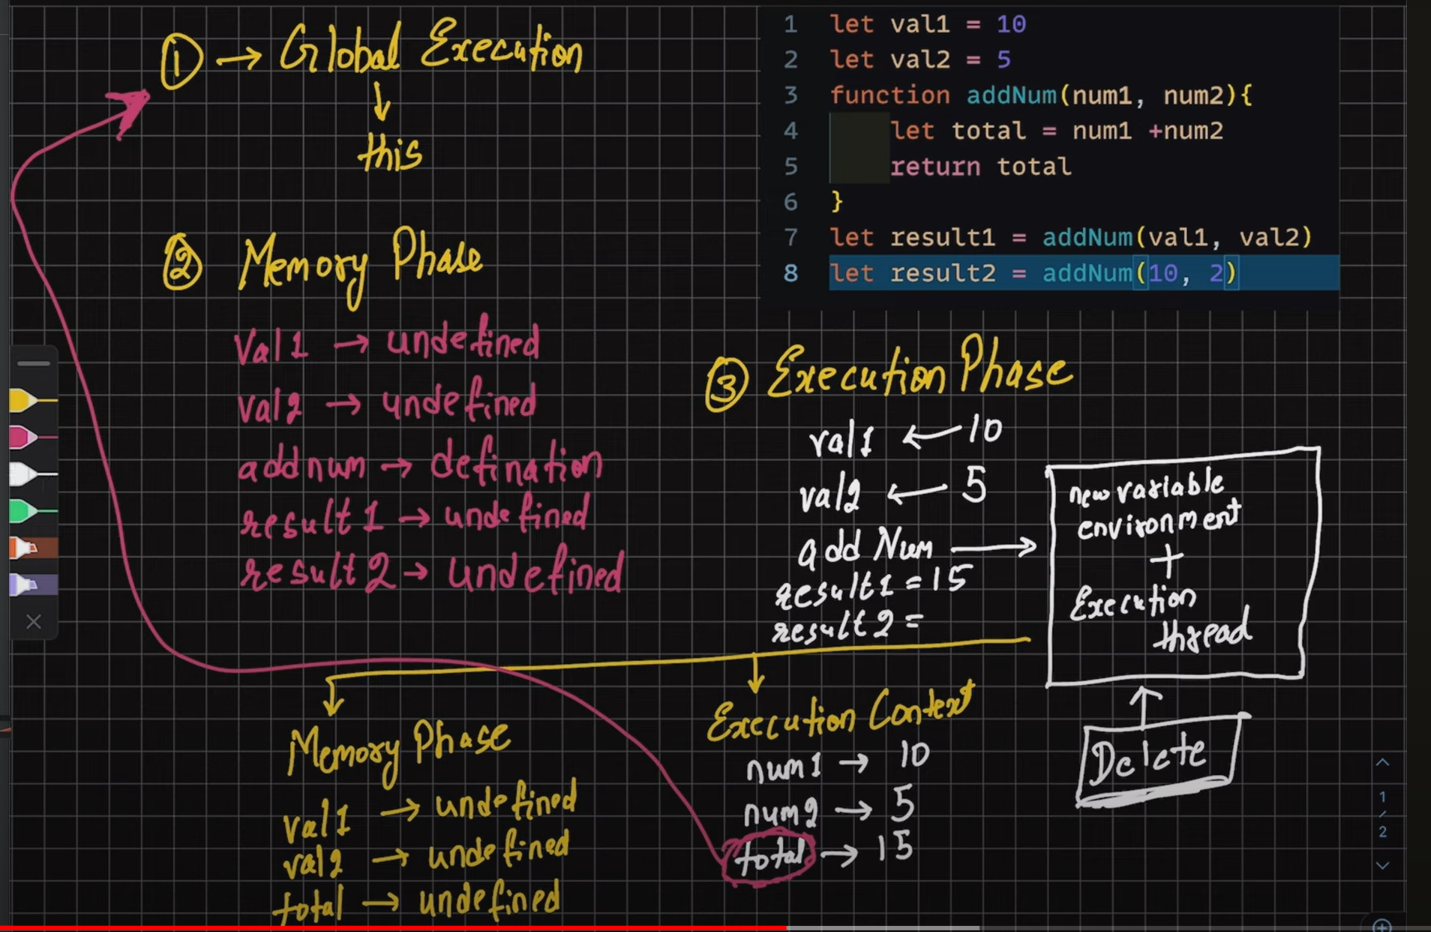 ① → Global Execution
↓
this
② Memory Phase
val1 → undefined
val2 → undefined
addnum → defination
result1 → undefined
result2 → undefined
1 let val1 = 10
2 let val2 = 5
3 function addNum(num1, num2){
4 let total = num1 +num2
5 return total
6 }
7 let result1 = addNum(val1, val2)
8 let result2 = addNum(10, 2)
③ Execution Phase
val1 ← 10
val2 ← 5
add Num →
result1 = 15
result2 =
new variable
environment
+
Execution
thread
Delete
Memory Phase
val1 → undefined
val2 → undefined
total → undefined
Execution Context
num1 → 10
num2 → 5
total → 15
1
/
2